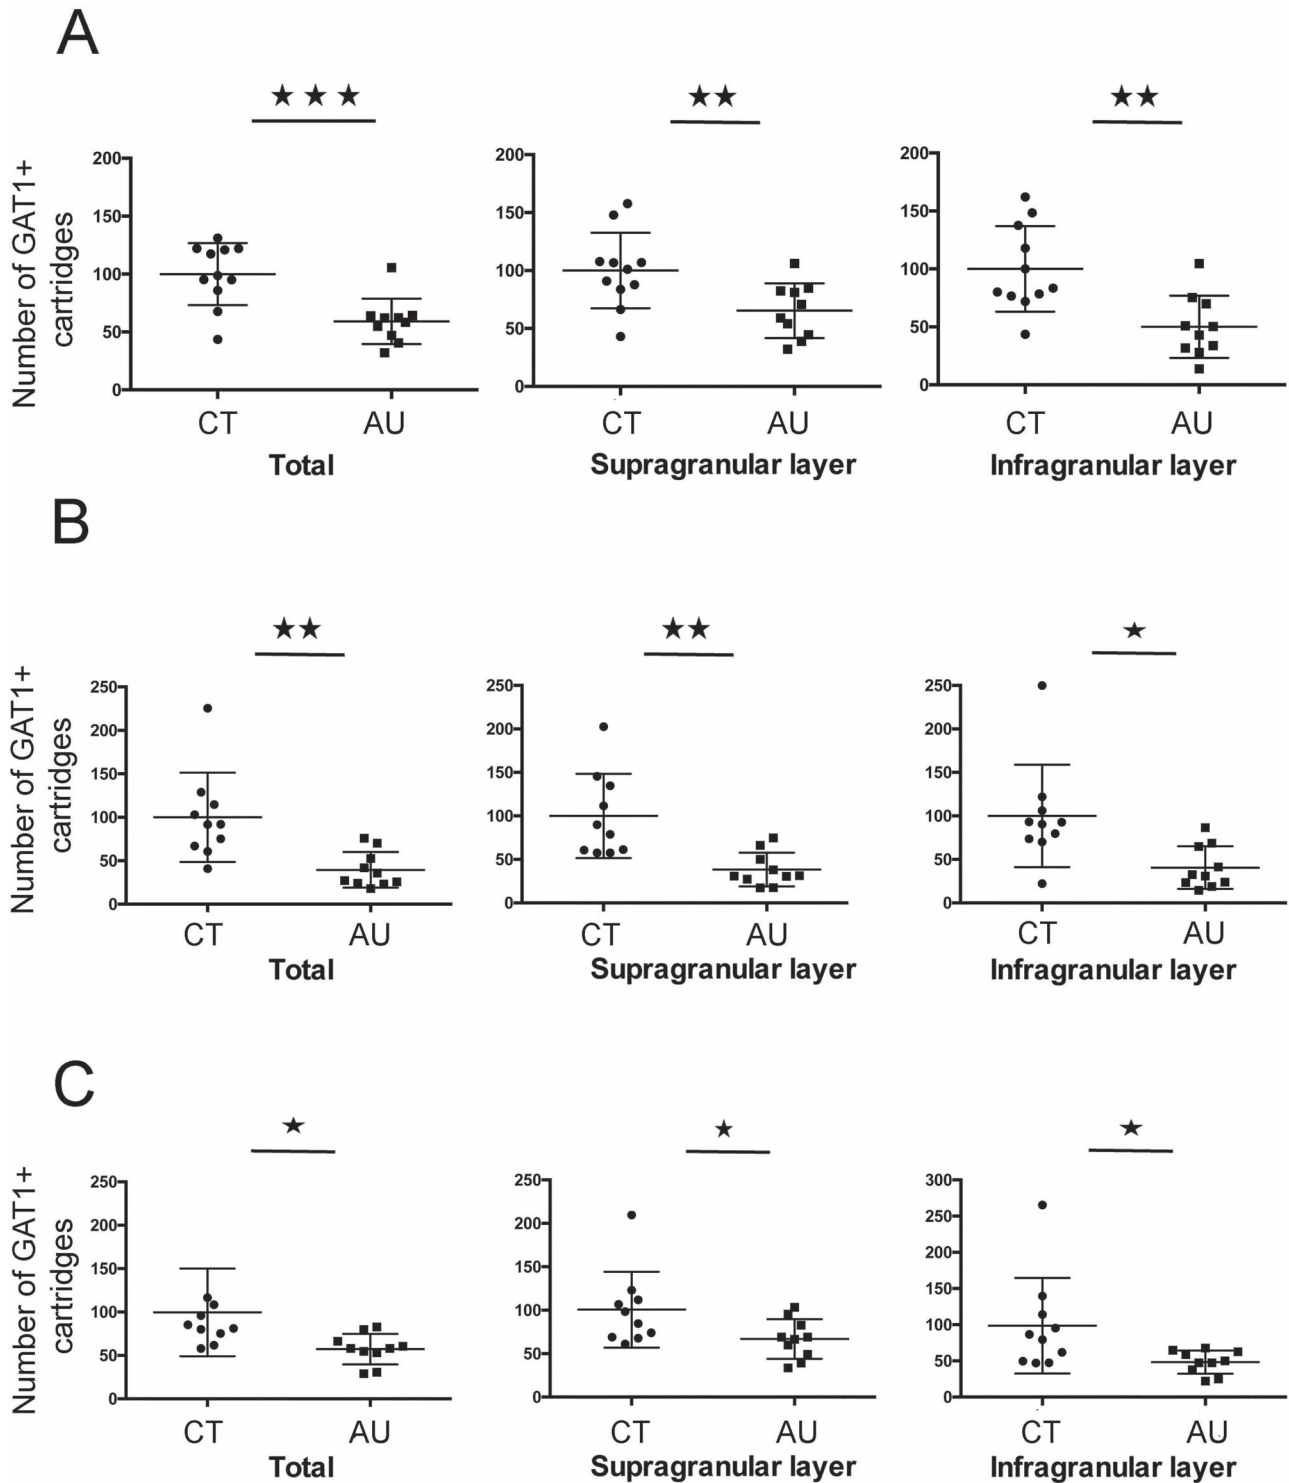 A
★ ★ ★
★★
★★
Number of GAT1+
cartridges
200
150
100
50
0
200
150
100
50
0
200
150
100
50
0
CT AU
CT AU
CT AU
Total
Supragranular layer
Infragranular layer
B
★★
★★
★
Number of GAT1+
cartridges
250
200
150
100
50
0
250
200
150
100
50
0
250
200
150
100
50
0
CT AU
CT AU
CT AU
Total
Supragranular layer
Infragranular layer
C
★
★
★
Number of GAT1+
cartridges
250
200
150
100
50
0
250
200
150
100
50
0
300
250
200
150
100
50
0
CT AU
CT AU
CT AU
Total
Supragranular layer
Infragranular layer